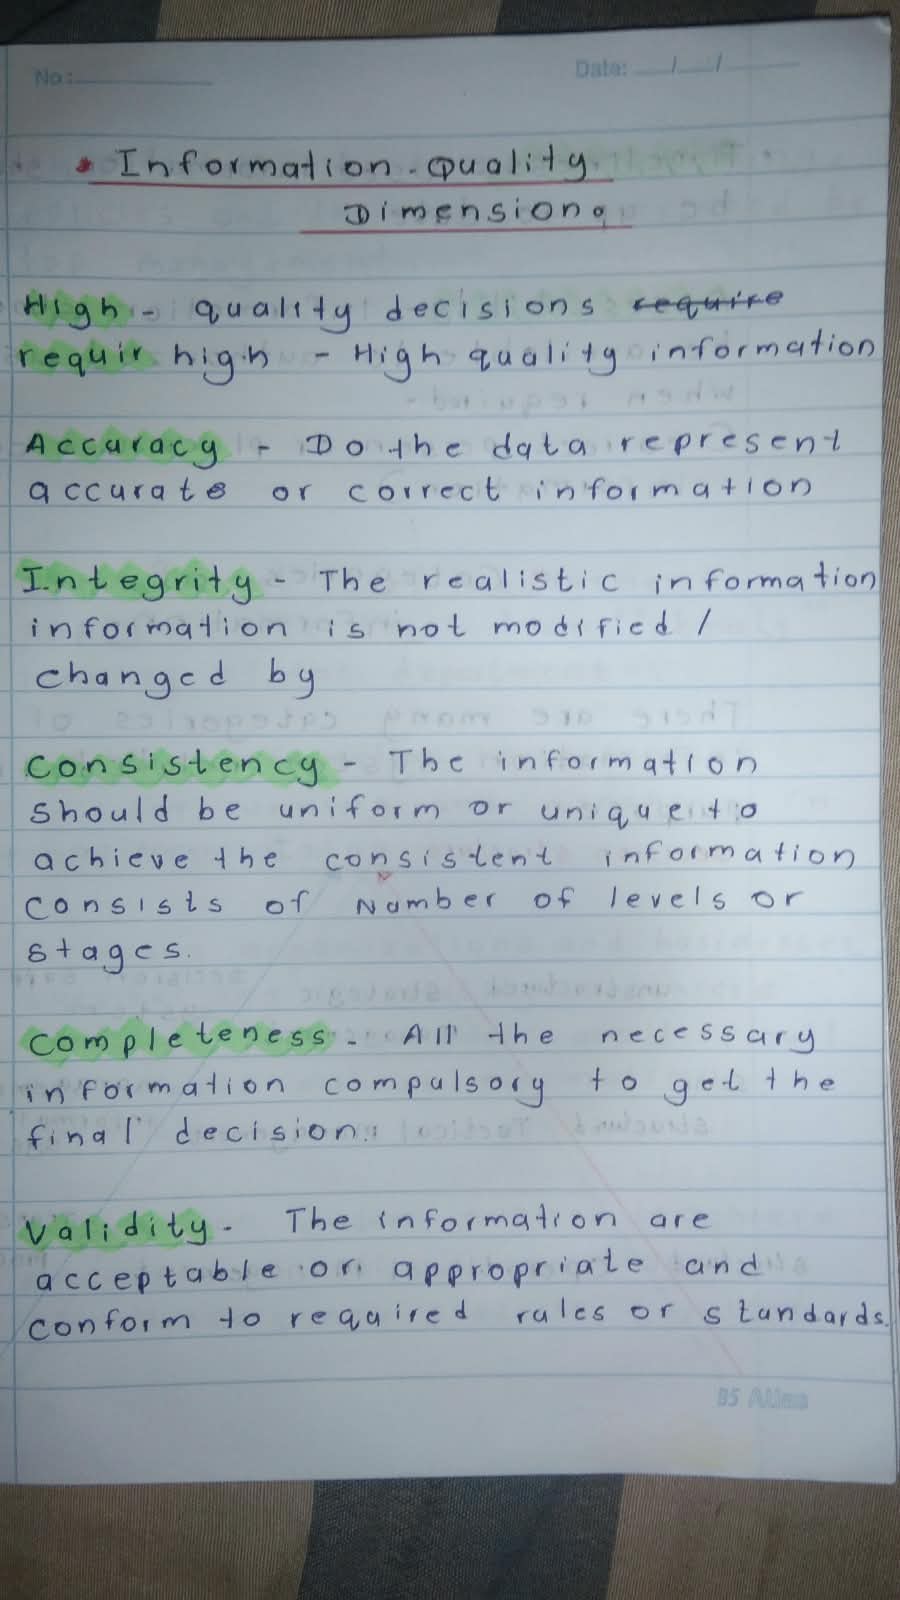 No:
Date: / /
* Information Quality
Dimension
High - quality decisions require
requir high - High quality information
Accuracy - Do the data represent
accurate or correct information
Integrity - The realistic information
information is not modified /
changed by
Consistency - The information
should be uniform or unique to
achieve the consistent information
consists of Number of levels or
stages.
Completeness - All the necessary
information compulsory to get the
final decision.
Validity - The information are
acceptable or appropriate and
conform to required rules or standards.
B5 Atlas